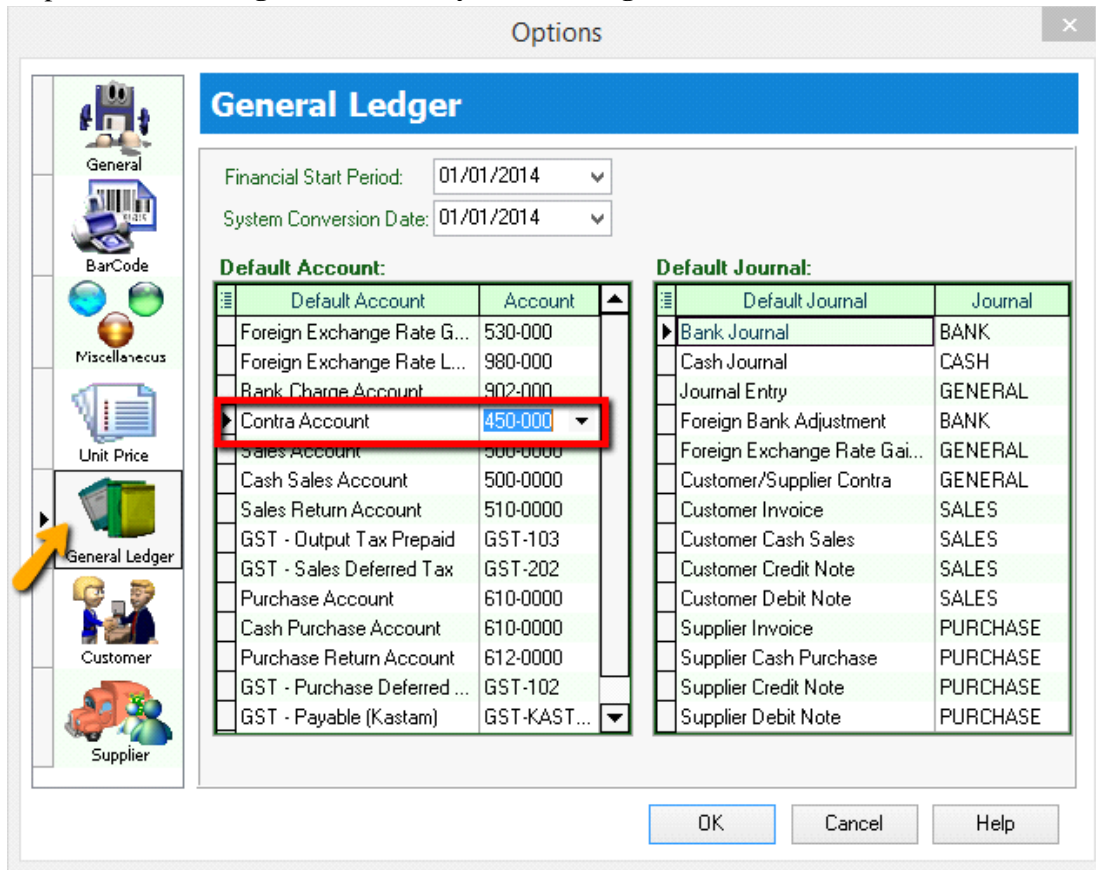 Options
General
BarCode
Miscellanecus
Unit Price
General Ledger
Customer
Supplier
General Ledger
Financial Start Period: 01/01/2014
System Conversion Date: 01/01/2014
Default Account:
Default Account Account
Foreign Exchange Rate G... 530-000
Foreign Exchange Rate L... 980-000
Bank Charge Account 902-000
Contra Account 450-000
Sales Account 500-0000
Cash Sales Account 500-0000
Sales Return Account 510-0000
GST - Output Tax Prepaid GST-103
GST - Sales Deferred Tax GST-202
Purchase Account 610-0000
Cash Purchase Account 610-0000
Purchase Return Account 612-0000
GST - Purchase Deferred ... GST-102
GST - Payable (Kastam) GST-KAST...
Default Journal:
Default Journal Journal
Bank Journal BANK
Cash Journal CASH
Journal Entry GENERAL
Foreign Bank Adjustment BANK
Foreign Exchange Rate Gai... GENERAL
Customer/Supplier Contra GENERAL
Customer Invoice SALES
Customer Cash Sales SALES
Customer Credit Note SALES
Customer Debit Note SALES
Supplier Invoice PURCHASE
Supplier Cash Purchase PURCHASE
Supplier Credit Note PURCHASE
Supplier Debit Note PURCHASE
OK Cancel Help